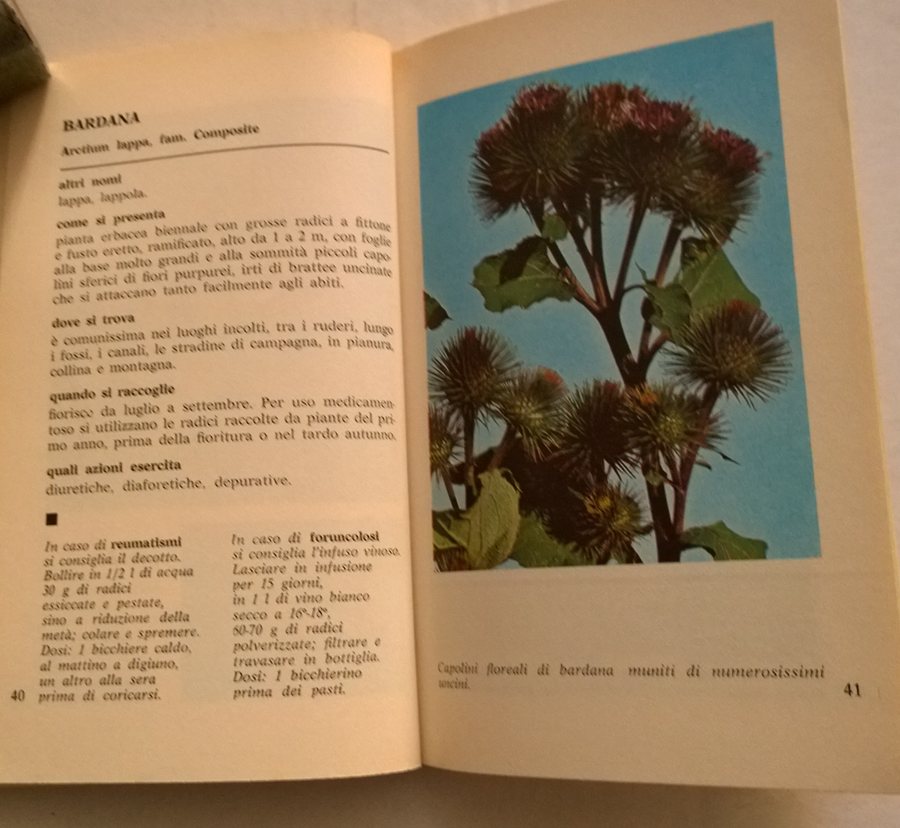 BARDANA
Arctium lappa, fam. Composite
altri nomi
lappa, lappola.
come si presenta
pianta erbacea biennale con grosse radici a fittone
e fusto eretto, ramificato, alto da 1 a 2 m, con foglie
alla base molto grandi e alla sommità piccoli capo-
lini sferici di fiori purpurei, irti di brattee uncinate
che si attaccano tanto facilmente agli abiti.
dove si trova
è comunissima nei luoghi incolti, tra i ruderi, lungo
i fossi, i canali, le stradine di campagna, in pianura,
collina e montagna.
quando si raccoglie
fiorisce da luglio a settembre. Per uso medicamen-
toso si utilizzano le radici raccolte da piante del pri-
mo anno, prima della fioritura o nel tardo autunno.
quali azioni esercita
diuretiche, diaforetiche, depurative.
In caso di reumatismi
si consiglia il decotto.
Bollire in 1/2 l di acqua
30 g di radici
essiccate e pestate,
sino a riduzione della
metà; colare e spremere.
Dosi: 1 bicchiere caldo,
al mattino a digiuno,
un altro alla sera
prima di coricarsi.
In caso di foruncolosi
si consiglia l'infuso vinoso.
Lasciare in infusione
per 15 giorni,
in 1 l di vino bianco
secco a 16°-18°,
60-70 g di radici
polverizzate; filtrare e
travasare in bottiglia.
Dosi: 1 bicchierino
prima dei pasti.
40
Capolini floreali di bardana muniti di numerosissimi
uncini.
41